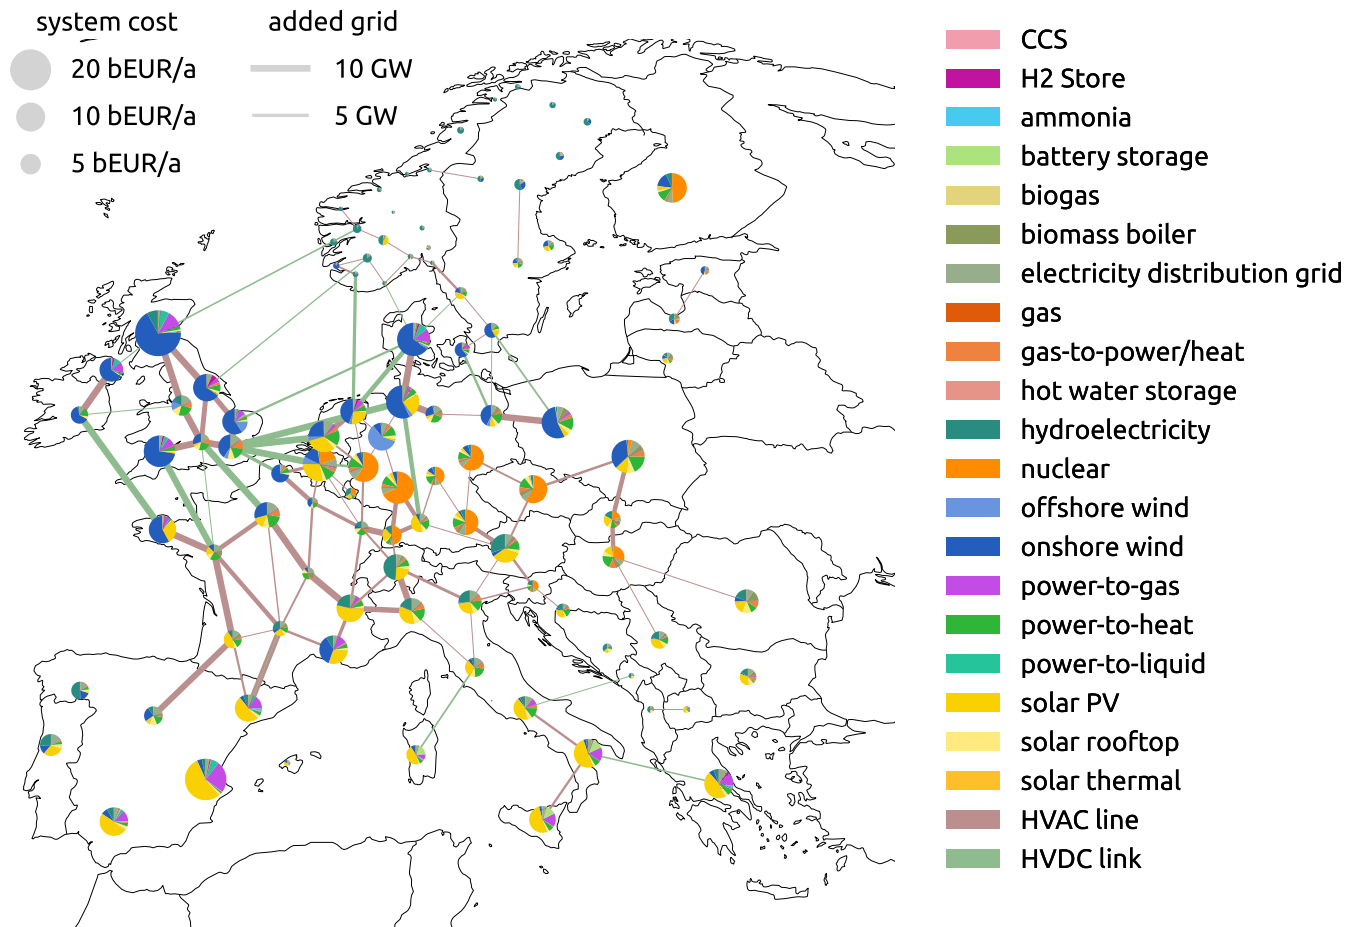 system cost
added grid
20 bEUR/a
10 GW
10 bEUR/a
5 GW
5 bEUR/a
CCS
H2 Store
ammonia
battery storage
biogas
biomass boiler
electricity distribution grid
gas
gas-to-power/heat
hot water storage
hydroelectricity
nuclear
offshore wind
onshore wind
power-to-gas
power-to-heat
power-to-liquid
solar PV
solar rooftop
solar thermal
HVAC line
HVDC link